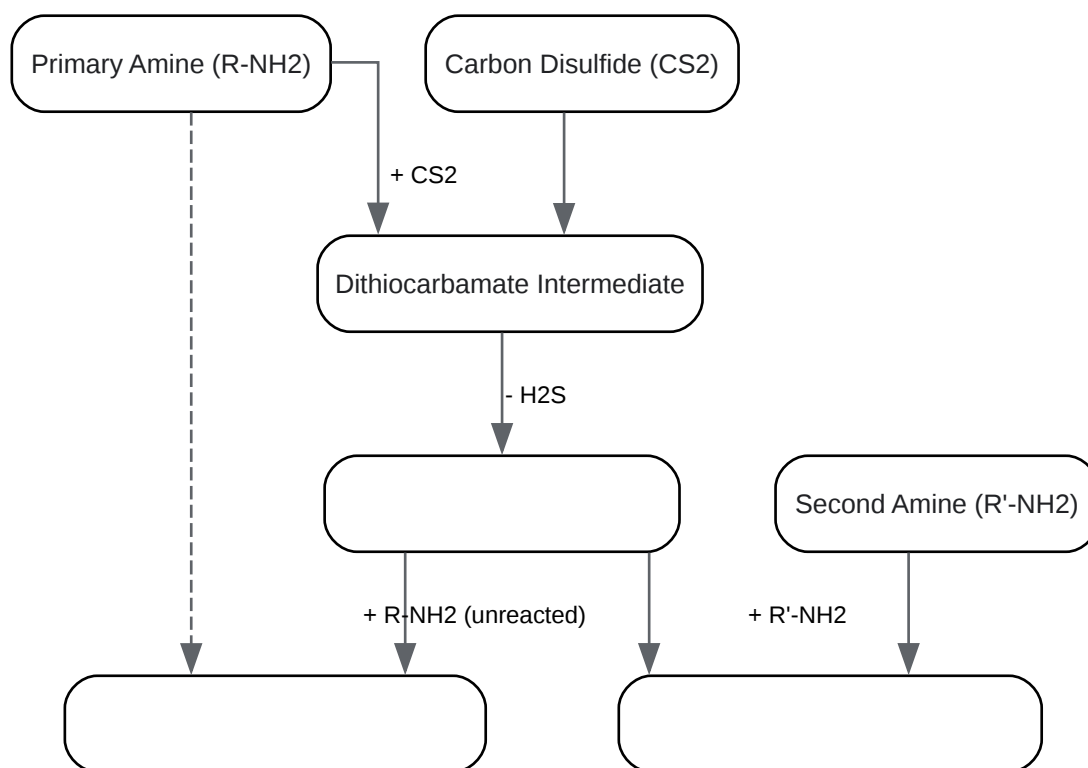 Primary Amine (R-NH2)
Carbon Disulfide (CS2)
+ CS2
Dithiocarbamate Intermediate
- H2S
Second Amine (R'-NH2)
+ R-NH2 (unreacted)
+ R'-NH2